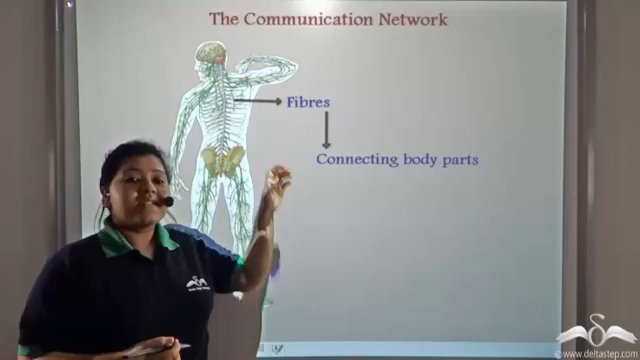 The Communication Network
Fibres
Connecting body parts
www.deltastep.com